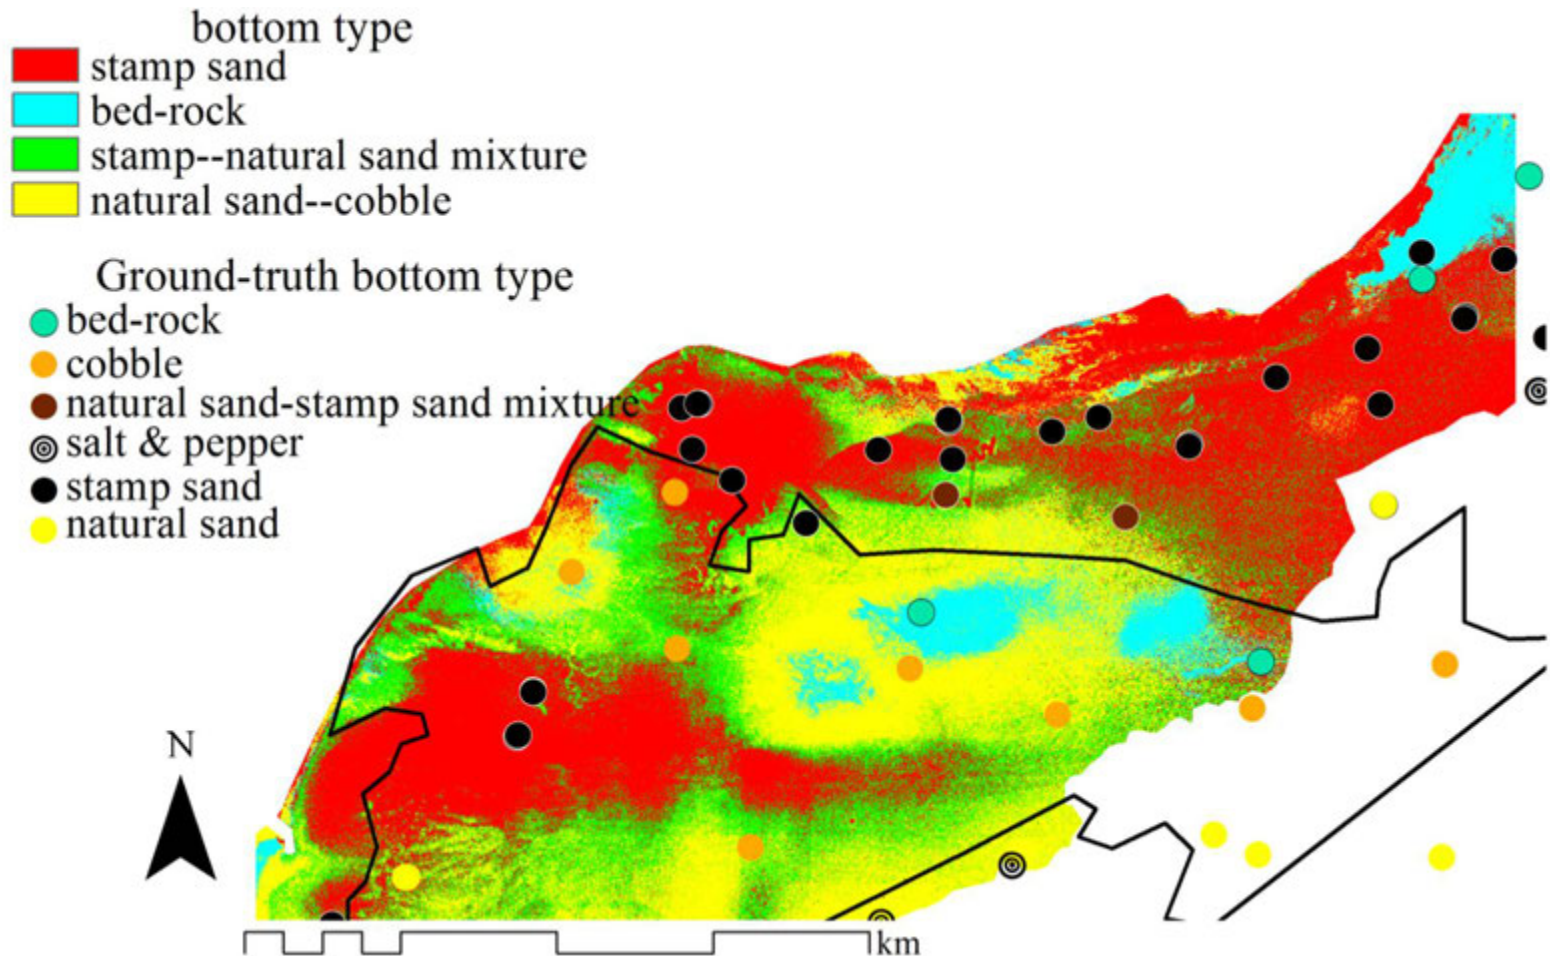 bottom type
stamp sand
bed-rock
stamp--natural sand mixture
natural sand--cobble
Ground-truth bottom type
bed-rock
cobble
natural sand-stamp sand mixture
salt & pepper
stamp sand
natural sand
N
km